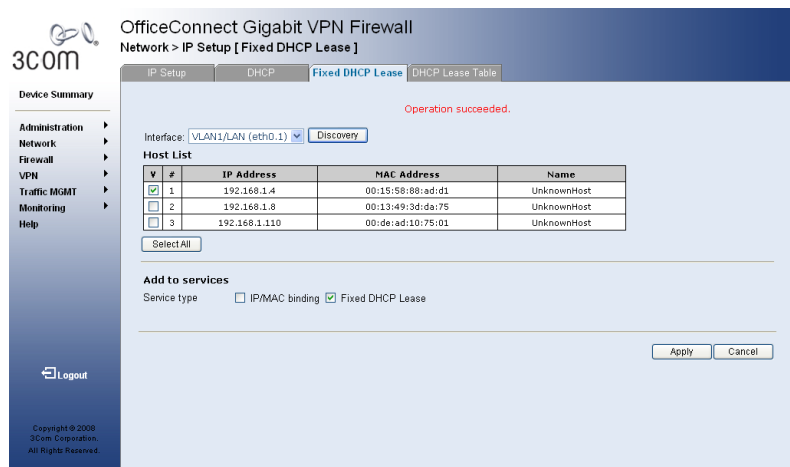 3COM
OfficeConnect Gigabit VPN Firewall
Network > IP Setup [ Fixed DHCP Lease ]
IP Setup DHCP Fixed DHCP Lease DHCP Lease Table
Device Summary
Administration
Network
Firewall
VPN
Traffic MGMT
Monitoring
Help
Logout
Copyright © 2008
3Com Corporation.
All Rights Reserved.
Operation succeeded.
Interface: VLAN1/LAN (eth0.1) Discovery
Host List
V # IP Address MAC Address Name
1 192.168.1.4 00:15:58:88:ad:d1 UnknownHost
2 192.168.1.8 00:13:49:3d:da:75 UnknownHost
3 192.168.1.110 00:de:ad:10:75:01 UnknownHost
Select All
Add to services
Service type IP/MAC binding Fixed DHCP Lease
Apply Cancel